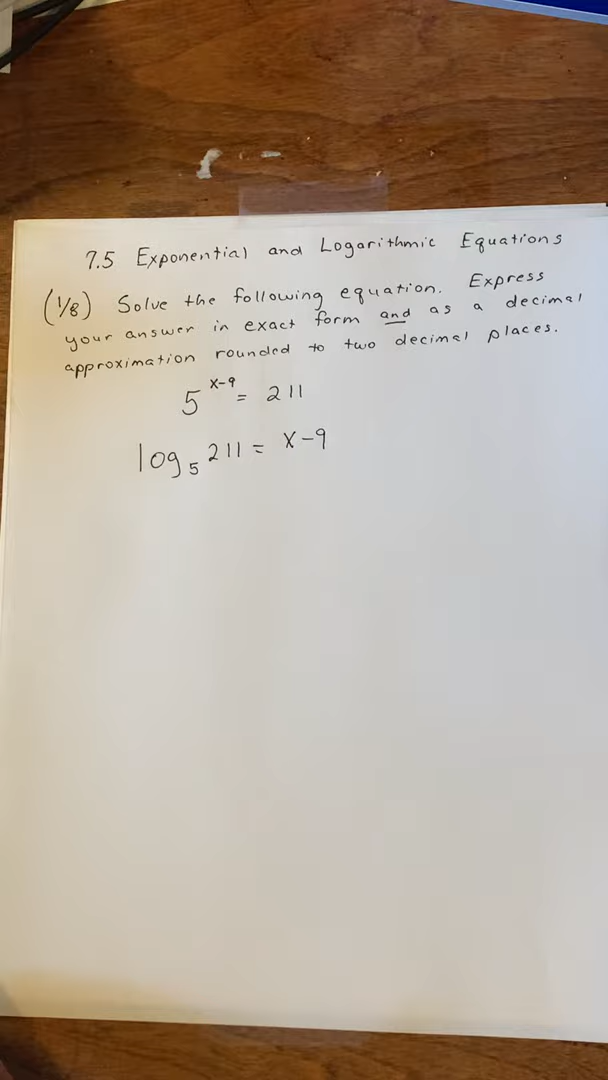 7.5 Exponential and Logarithmic Equations
(1/8) Solve the following equation. Express
your answer in exact form and as a decimal
approximation rounded to two decimal places.
5^(x-9) = 211
log₅ 211 = x-9